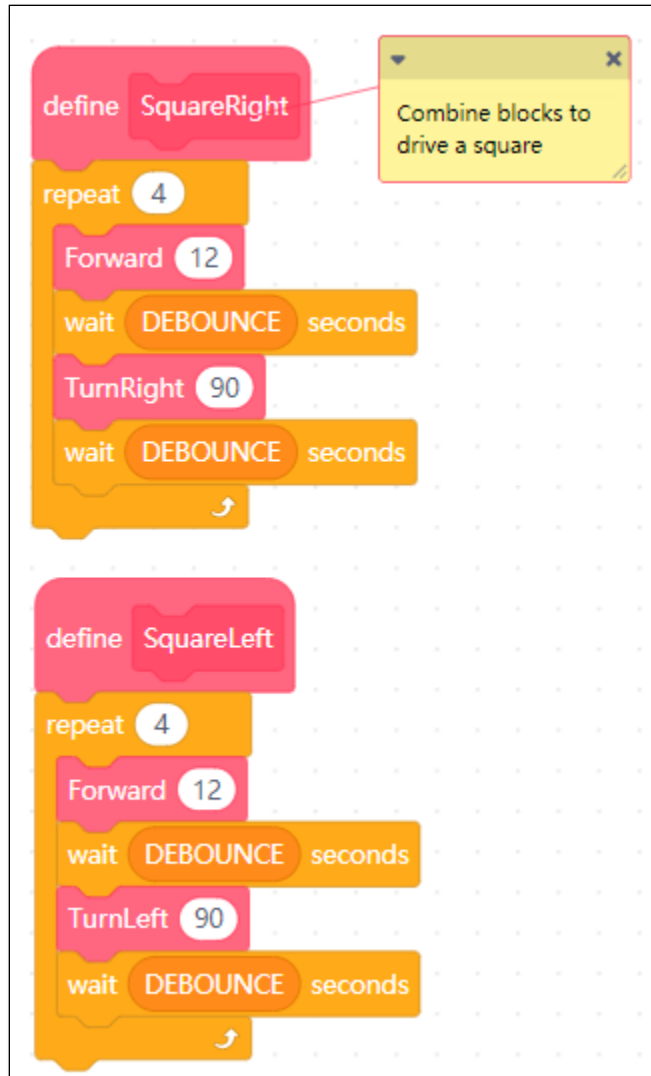 define SquareRight
Combine blocks to
drive a square
repeat 4
Forward 12
wait DEBOUNCE seconds
TurnRight 90
wait DEBOUNCE seconds
define SquareLeft
repeat 4
Forward 12
wait DEBOUNCE seconds
TurnLeft 90
wait DEBOUNCE seconds